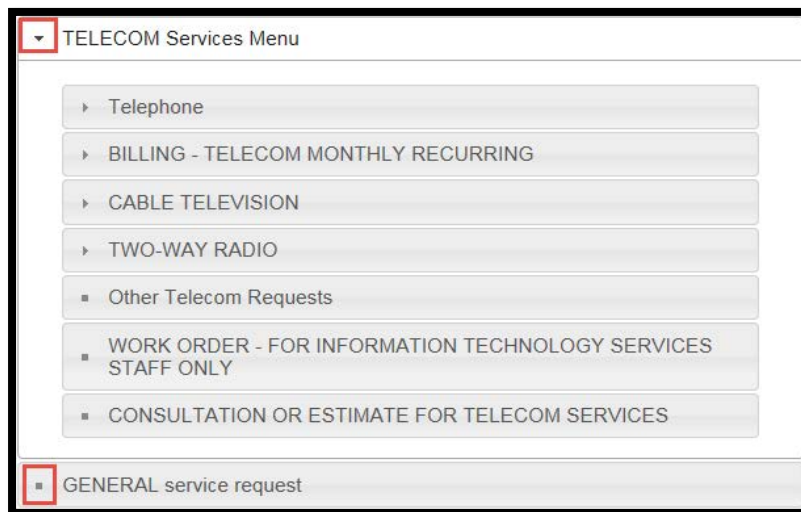 TELECOM Services Menu
Telephone
BILLING - TELECOM MONTHLY RECURRING
CABLE TELEVISION
TWO-WAY RADIO
Other Telecom Requests
WORK ORDER - FOR INFORMATION TECHNOLOGY SERVICES
STAFF ONLY
CONSULTATION OR ESTIMATE FOR TELECOM SERVICES
GENERAL service request